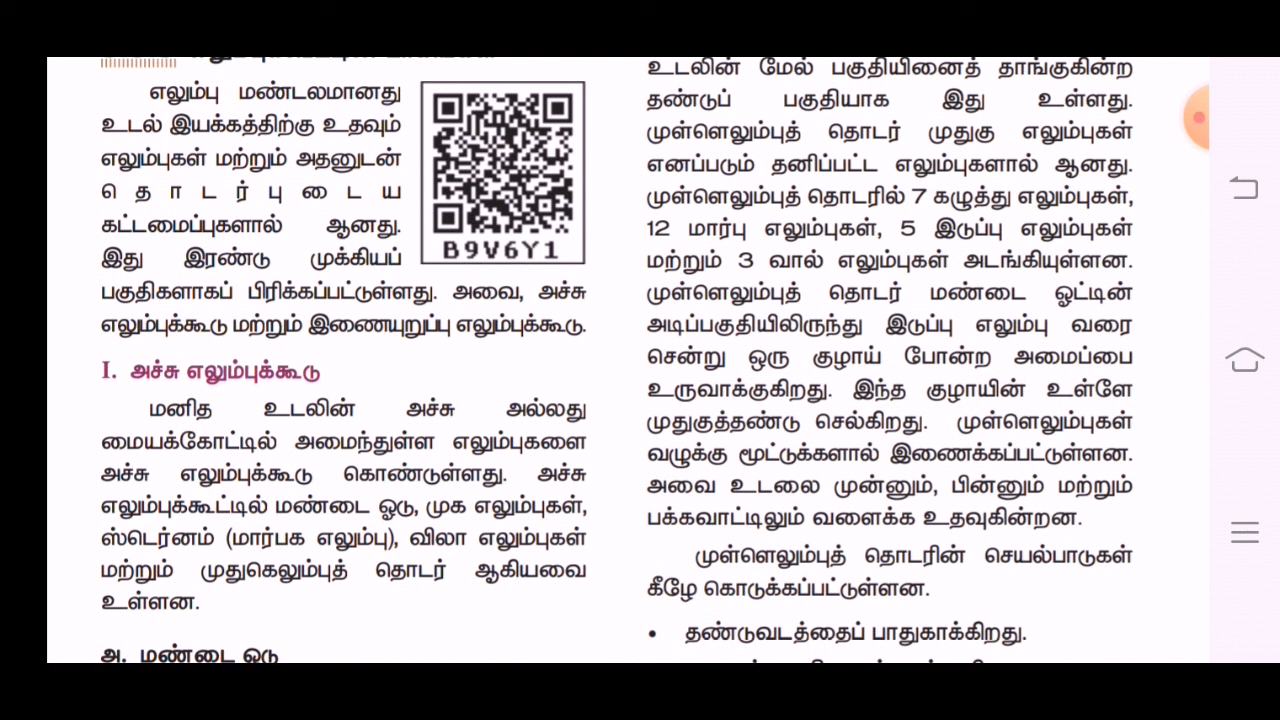 எலும்பு மண்டலமானது
உடல் இயக்கத்திற்கு உதவும்
எலும்புகள் மற்றும் அதனுடன்
தொடர்புடைய
கட்டமைப்புகளால் ஆனது.
இது இரண்டு முக்கியப்
B9V6Y1
பகுதிகளாகப் பிரிக்கப்பட்டுள்ளது. அவை, அச்சு
எலும்புக்கூடு மற்றும் இணையுறுப்பு எலும்புக்கூடு.
I. அச்சு எலும்புக்கூடு
மனித உடலின் அச்சு அல்லது
மையக்கோட்டில் அமைந்துள்ள எலும்புகளை
அச்சு எலும்புக்கூடு கொண்டுள்ளது. அச்சு
எலும்புக்கூட்டில் மண்டை ஓடு, முக எலும்புகள்,
ஸ்டெர்னம் (மார்பக எலும்பு), விலா எலும்புகள்
மற்றும் முதுகெலும்புத் தொடர் ஆகியவை
உள்ளன.
அ. மண்டை ஓடு
உடலின் மேல் பகுதியினைத் தாங்குகின்ற
தண்டுப் பகுதியாக இது உள்ளது.
முள்ளெலும்புத் தொடர் முதுகு எலும்புகள்
எனப்படும் தனிப்பட்ட எலும்புகளால் ஆனது.
முள்ளெலும்புத் தொடரில் 7 கழுத்து எலும்புகள்,
12 மார்பு எலும்புகள், 5 இடுப்பு எலும்புகள்
மற்றும் 3 வால் எலும்புகள் அடங்கியுள்ளன.
முள்ளெலும்புத் தொடர் மண்டை ஓட்டின்
அடிப்பகுதியிலிருந்து இடுப்பு எலும்பு வரை
சென்று ஒரு குழாய் போன்ற அமைப்பை
உருவாக்குகிறது. இந்த குழாயின் உள்ளே
முதுகுத்தண்டு செல்கிறது. முள்ளெலும்புகள்
வழுக்கு மூட்டுக்களால் இணைக்கப்பட்டுள்ளன.
அவை உடலை முன்னும், பின்னும் மற்றும்
பக்கவாட்டிலும் வளைக்க உதவுகின்றன.
முள்ளெலும்புத் தொடரின் செயல்பாடுகள்
கீழே கொடுக்கப்பட்டுள்ளன.
• தண்டுவடத்தைப் பாதுகாக்கிறது.